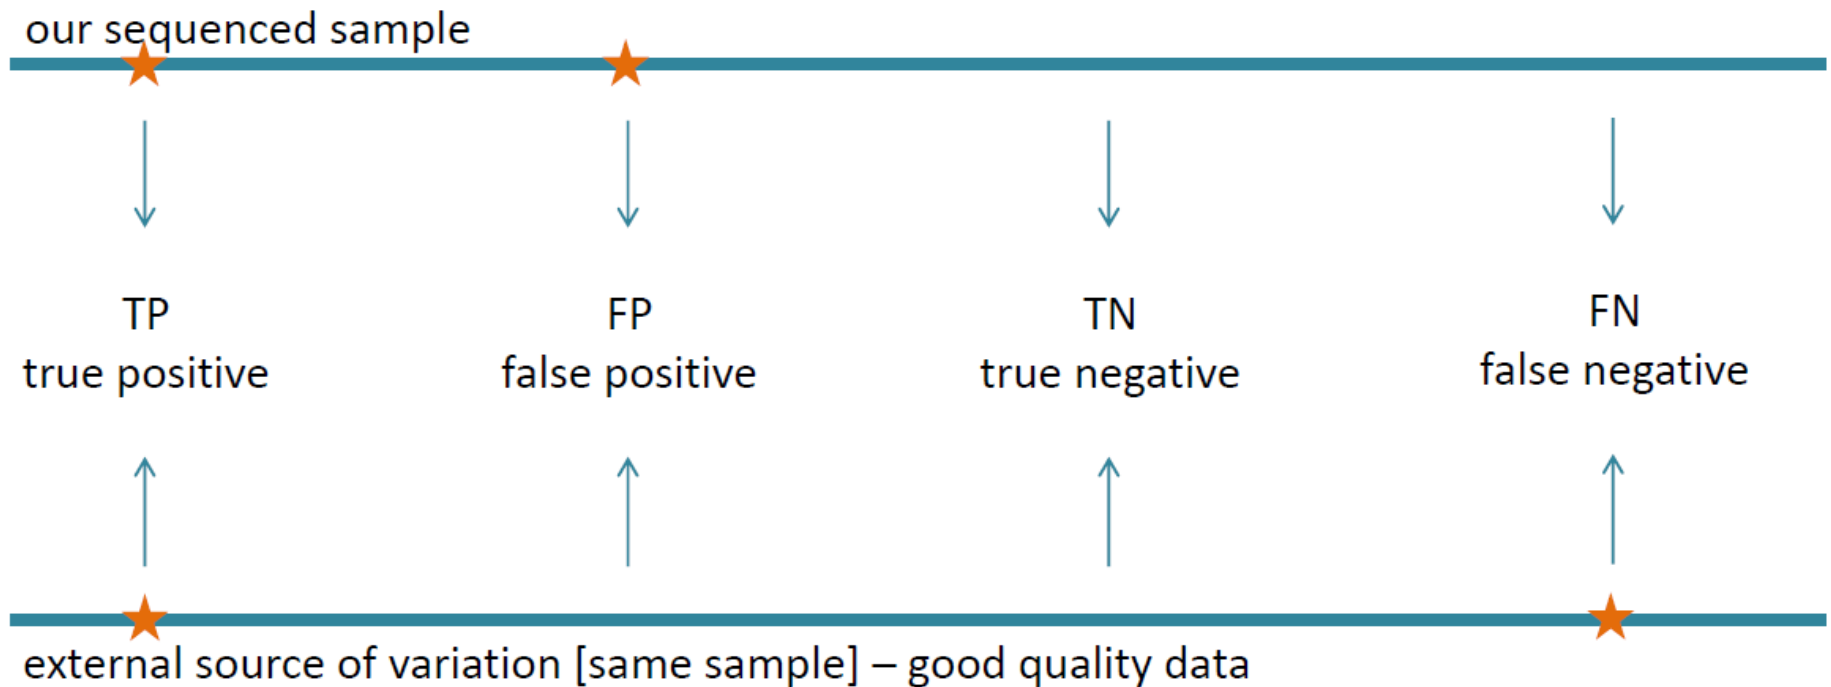 our sequenced sample
TP
true positive
FP
false positive
TN
true negative
FN
false negative
external source of variation [same sample] – good quality data